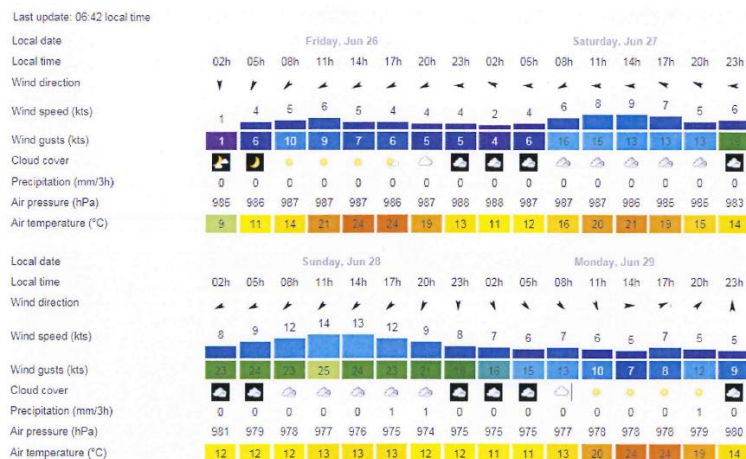 Last update: 06:42 local time
Local date Friday, Jun 26 Saturday, Jun 27
Local time 02h 05h 08h 11h 14h 17h 20h 23h 02h 05h 08h 11h 14h 17h 20h 23h
Wind direction
Wind speed (kts) 1 4 5 6 5 4 4 4 2 4 6 8 9 7 5 6
Wind gusts (kts) 1 6 10 9 7 6 5 5 4 6 16 15 13 13 13
Cloud cover
Precipitation (mm/3h) 0 0 0 0 0 0 0 0 0 0 0 0 0 0 0 0
Air pressure (hPa) 985 986 987 987 987 986 987 988 988 987 987 987 986 985 985 983
Air temperature (°C) 9 11 14 21 24 24 19 13 11 12 16 20 21 19 15 14
Local date Sunday, Jun 28 Monday, Jun 29
Local time 02h 05h 08h 11h 14h 17h 20h 23h 02h 05h 08h 11h 14h 17h 20h 23h
Wind direction
Wind speed (kts) 8 9 12 14 13 12 9 8 7 6 7 6 5 7 5 5
Wind gusts (kts) 23 24 23 25 24 23 21 16 15 13 10 7 8 12 9
Cloud cover
Precipitation (mm/3h) 0 0 0 0 0 1 1 0 0 0 0 0 0 0 1 0
Air pressure (hPa) 981 979 978 977 976 975 974 975 975 975 977 978 978 978 979 980
Air temperature (°C) 12 12 12 13 13 13 12 12 11 11 13 20 24 24 19 14